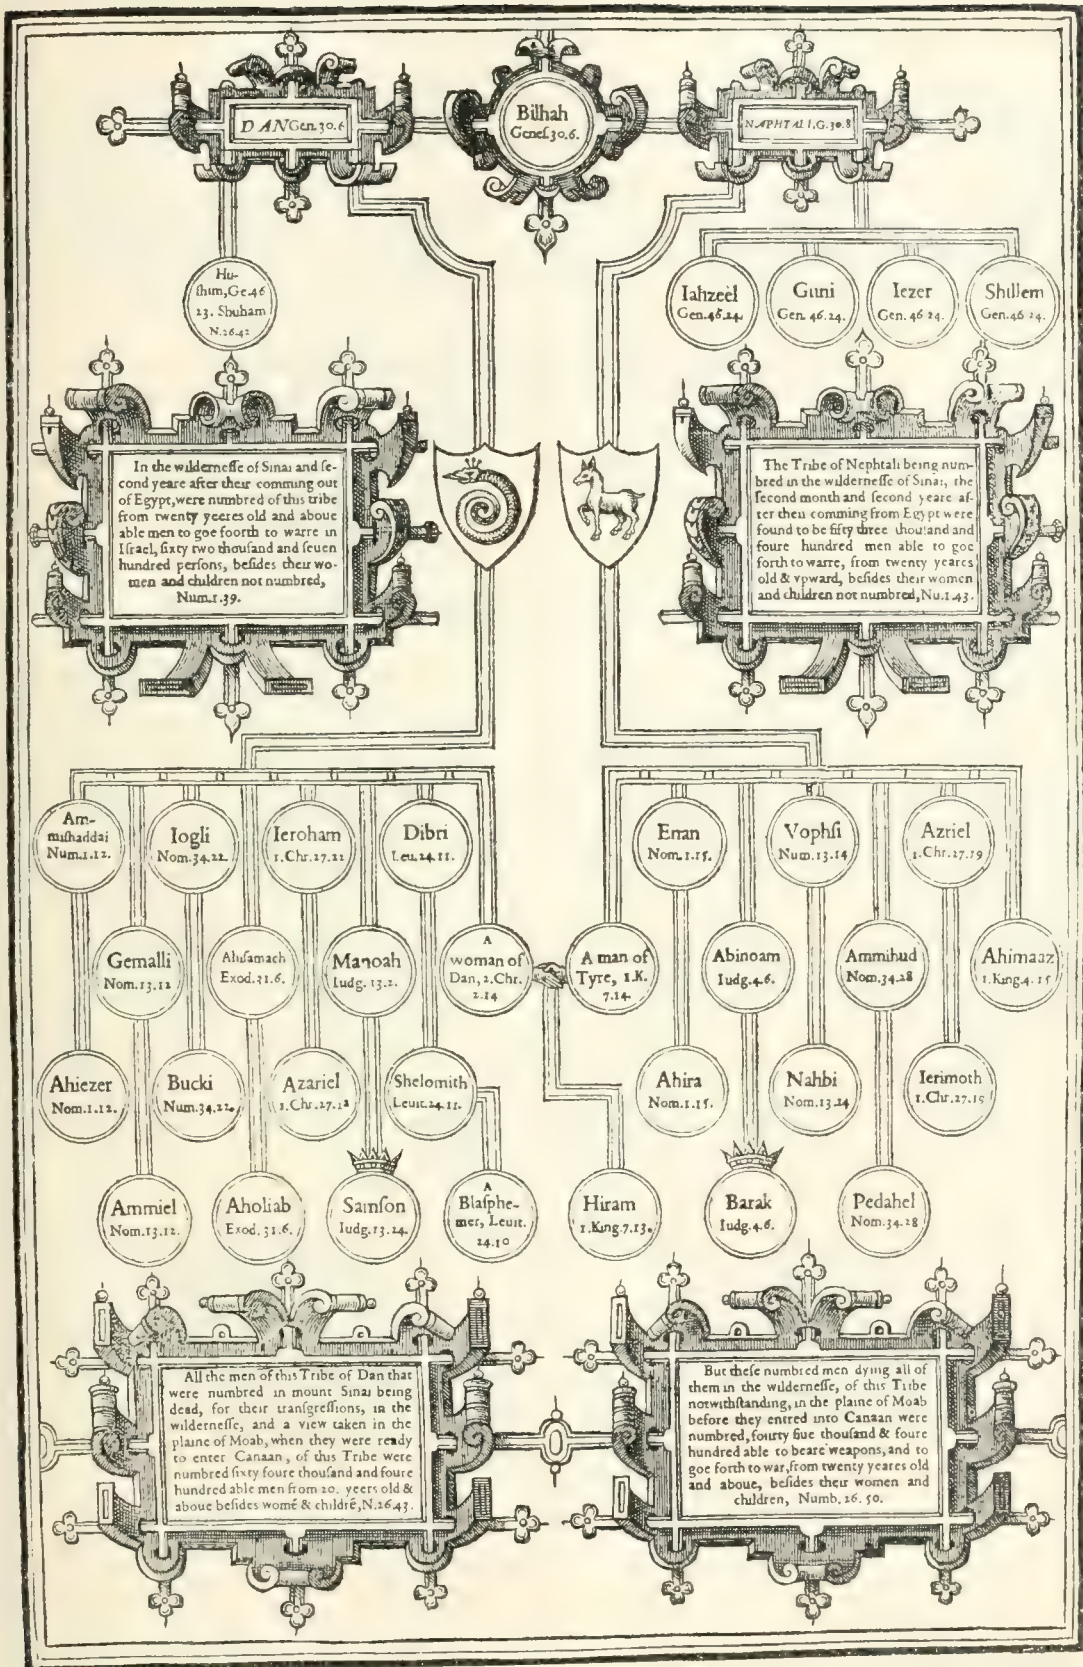 DAN Gen.30.6
Bilhah
Geneſ.30.6.
NAPHTALI, G.30.8
Hu-
ſhim, Ge.46
23. Shuham
N.26.42
Iahzeèl
Gen.46.24.
Guni
Gen. 46.24.
Iezer
Gen. 46 24.
Shillem
Gen.46 24.
In the wilderneſſe of Sinai and ſe-
cond yeare after their comming out
of Egypt, were numbred of this tribe
from twenty yeeres old and aboue
able men to goe foorth to warre in
Iſrael, ſixty two thouſand and ſeuen
hundred perſons, beſides their wo-
men and children not numbred,
Num.1.39.
The Tribe of Nephtali being num-
bred in the wilderneſſe of Sinai, the
ſecond month and ſecond yeare af-
ter their comming from Egypt were
found to be fifty three thouſand and
foure hundred men able to goe
forth to warre, from twenty yeares
old & vpward, beſides their women
and children not numbred, Nu.1.43.
Am-
miſhaddai
Num.1.12.
Iogli
Nom.34.22.
Ieroham
1.Chr.27.22
Dibri
Leu.24.11.
Enan
Nom.1.15.
Vophſi
Num.13.14
Azriel
1.Chr.27.19
Gemalli
Nom.13.12
Ahiſamach
Exod.31.6.
Manoah
Iudg. 13.2.
A
woman of
Dan, 2.Chr.
2.14
A man of
Tyre, 1.K.
7.14.
Abinoam
Iudg.4.6.
Ammihud
Nom.34.28
Ahimaaz
1.King.4.15
Ahiezer
Nom.1.12.
Bucki
Num.34.22.
Azariel
1.Chr.27.22
Shelomith
Leuit.24.11.
Ahira
Nom.1.15.
Nahbi
Nom.13.14
Ierimoth
1.Chr.27.19
Ammiel
Nom.13.12.
Aholiab
Exod.31.6.
Samſon
Iudg.13.24.
A
Blaſphe-
mer, Leuit.
24.10
Hiram
1.King.7.13.
Barak
Iudg.4.6.
Pedahel
Nom.34.28
All the men of this Tribe of Dan that
were numbred in mount Sinai being
dead, for their tranſgreſſions, in the
wilderneſſe, and a view taken in the
plaine of Moab, when they were ready
to enter Canaan, of this Tribe were
numbred ſixty foure thouſand and foure
hundred able men from 20. yeers old &
aboue beſides womē & childrē, N.26 43.
But theſe numbred men dying all of
them in the wilderneſſe, of this Tribe
notwithſtanding, in the plaine of Moab
before they entred into Canaan were
numbred, fourty fiue thouſand & foure
hundred able to beare weapons, and to
goe forth to war, from twenty yeares old
and aboue, beſides their women and
children, Numb. 26. 50.